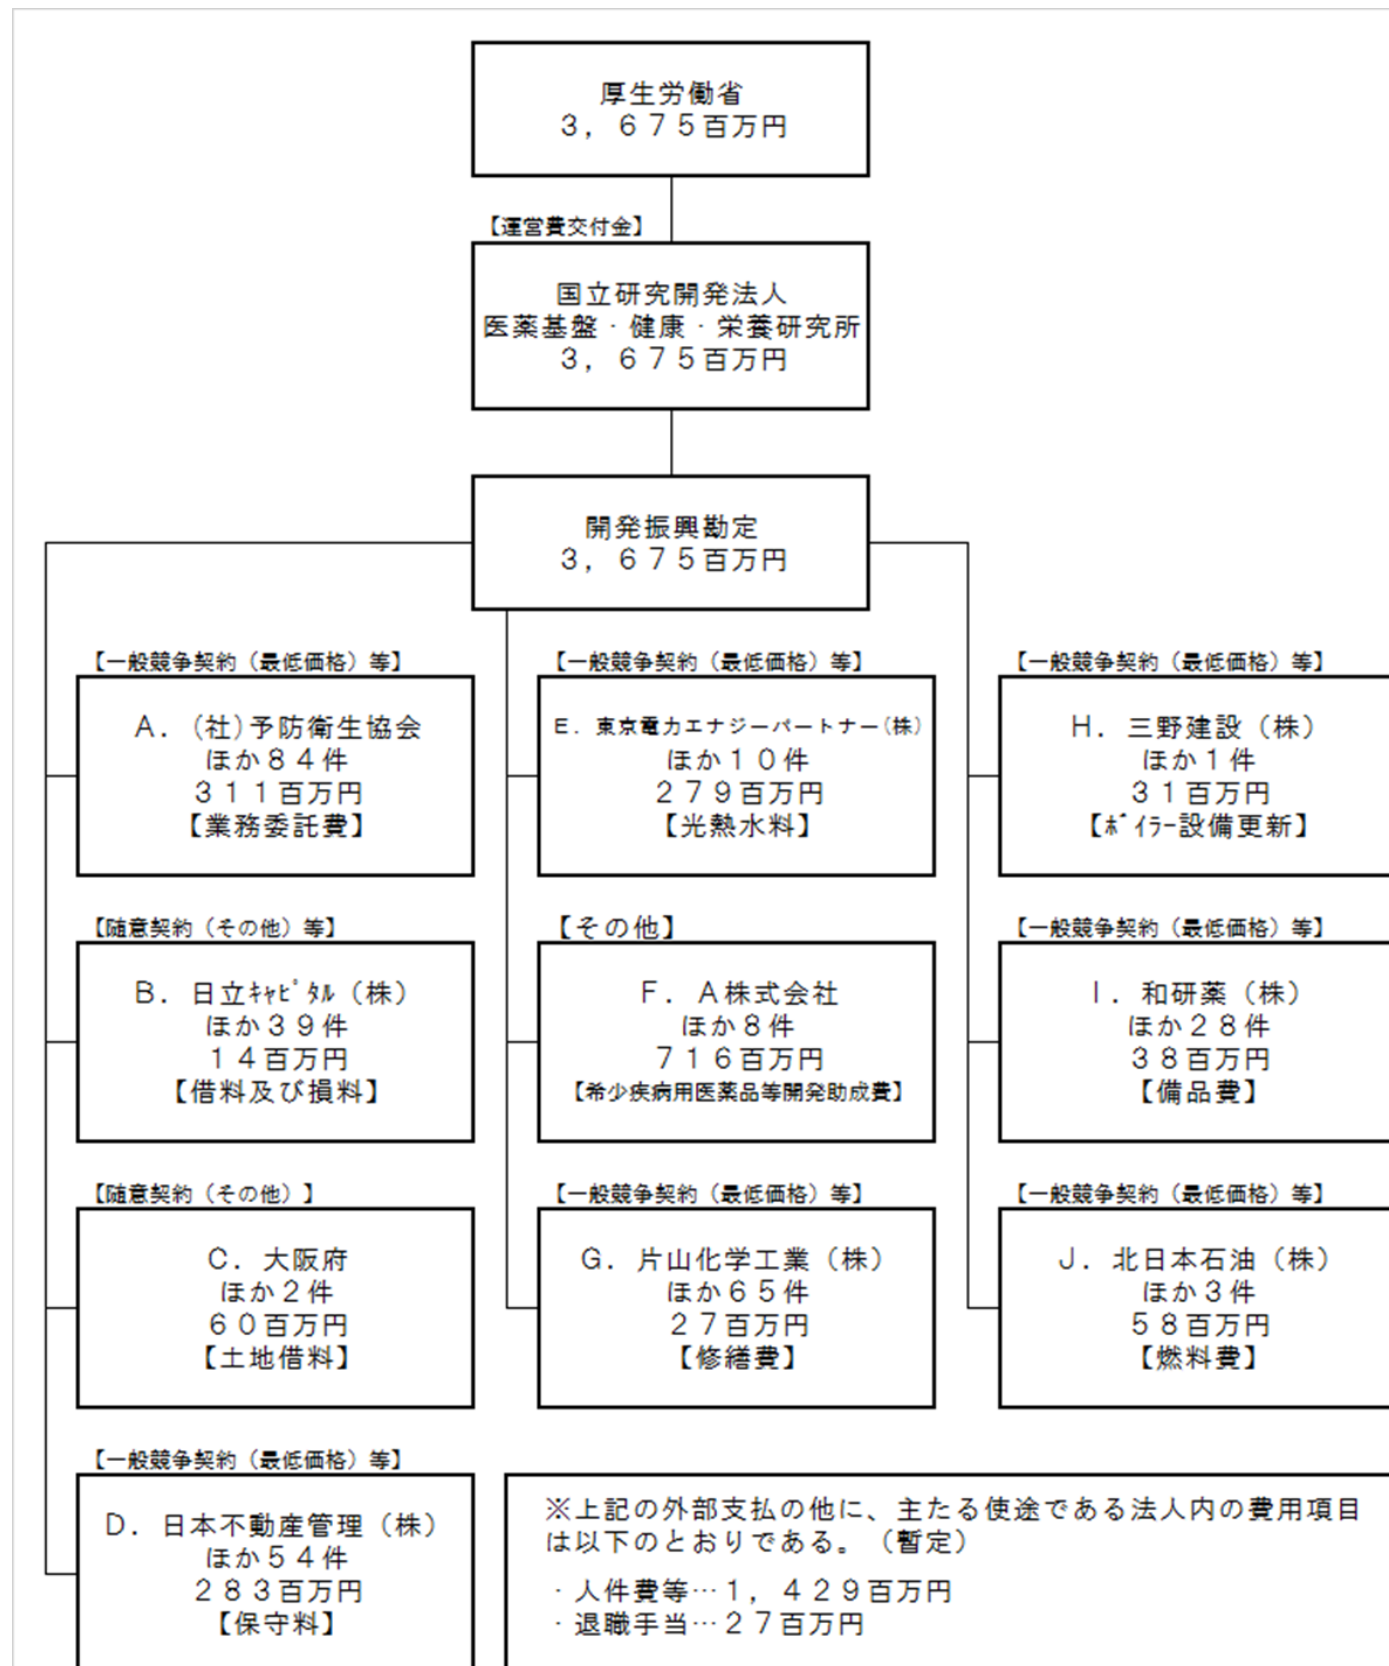 厚生労働省
３，６７５百万円
【運営費交付金】
国立研究開発法人
医薬基盤・健康・栄養研究所
３，６７５百万円
開発振興勘定
３，６７５百万円
【一般競争契約（最低価格）等】
Ａ．（社）予防衛生協会
ほか８４件
３１１百万円
【業務委託費】
【随意契約（その他）等】
Ｂ．日立ｷｬﾋﾟﾀﾙ（株）
ほか３９件
１４百万円
【借料及び損料】
【随意契約（その他）】
Ｃ．大阪府
ほか２件
６０百万円
【土地借料】
【一般競争契約（最低価格）等】
Ｄ．日本不動産管理（株）
ほか５４件
２８３百万円
【保守料】
【一般競争契約（最低価格）等】
Ｅ．東京電力エナジーパートナー（株）
ほか１０件
２７９百万円
【光熱水料】
【その他】
Ｆ．Ａ株式会社
ほか８件
７１６百万円
【希少疾病用医薬品等開発助成費】
【一般競争契約（最低価格）等】
Ｇ．片山化学工業（株）
ほか６５件
２７百万円
【修繕費】
【一般競争契約（最低価格）等】
Ｈ．三野建設（株）
ほか１件
３１百万円
【ﾎﾞｲﾗｰ設備更新】
【一般競争契約（最低価格）等】
Ｉ．和研薬（株）
ほか２８件
３８百万円
【備品費】
【一般競争契約（最低価格）等】
Ｊ．北日本石油（株）
ほか３件
５８百万円
【燃料費】
※上記の外部支払の他に、主たる使途である法人内の費用項目
は以下のとおりである。（暫定）
・人件費等…１，４２９百万円
・退職手当…２７百万円